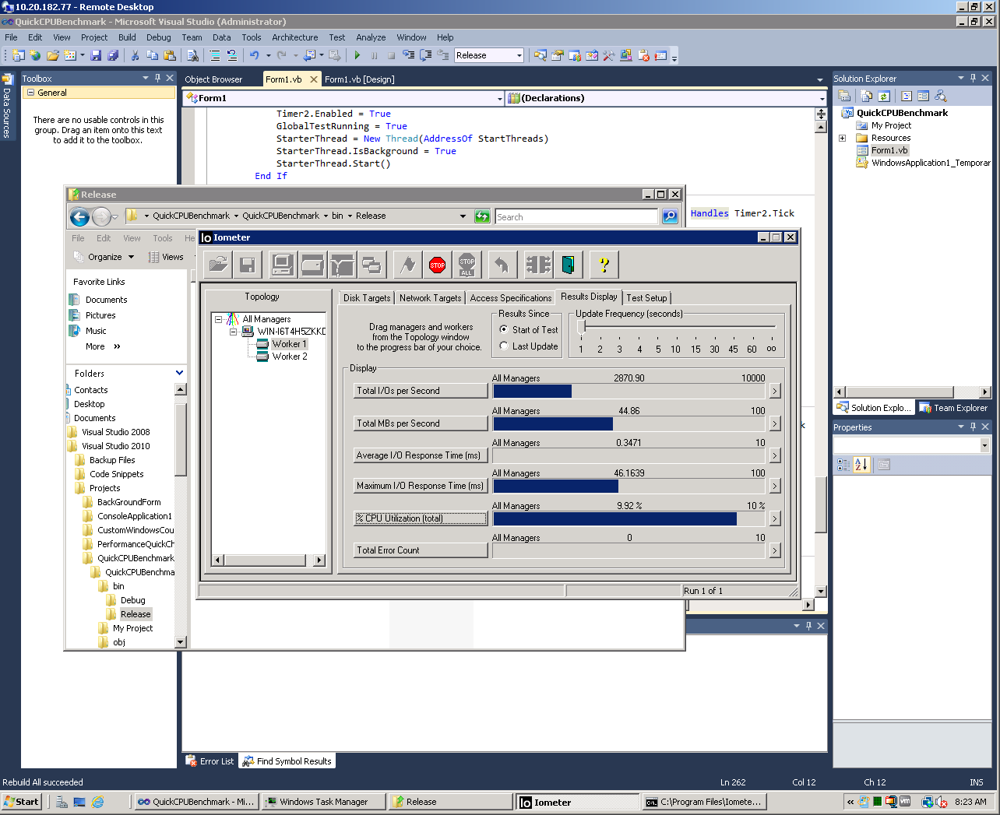 10.20.182.77 - Remote Desktop
QuickCPUBenchmark - Microsoft Visual Studio (Administrator)
File Edit View Project Build Debug Team Data Tools Architecture Test Analyze Window Help
Release
Data Sources
Toolbox
General
There are no usable controls in this
group. Drag an item onto this text
to add it to the toolbox.
Object Browser Form1.vb Form1.vb [Design]
Form1 (Declarations)
Timer2.Enabled = True
GlobalTestRunning = True
StarterThread = New Thread(AddressOf StartThreads)
StarterThread.IsBackground = True
StarterThread.Start()
End If
Handles Timer2.Tick
Solution Explorer
QuickCPUBenchmark
My Project
Resources
Form1.vb
WindowsApplication1_Temporar
Solution Explo... Team Explorer
Properties
Release
QuickCPUBenchmark QuickCPUBenchmark bin Release
Search
File Edit View Tools He
Organize Views
Favorite Links
Documents
Pictures
Music
More »
Folders
Contacts
Desktop
Documents
Visual Studio 2008
Visual Studio 2010
Backup Files
Code Snippets
Projects
BackGroundForm
ConsoleApplication1
CustomWindowsCou
PerformanceQuickCh
QuickCPUBenchmark
QuickCPUBenchma
bin
Debug
Release
My Project
obj
Iometer
STOP
STOP ALL
?
Topology
All Managers
WIN-I6T4H5ZKKD
Worker 1
Worker 2
Disk Targets Network Targets Access Specifications Results Display Test Setup
Drag managers and workers
from the Topology window
to the progress bar of your choice.
Results Since
Start of Test
Last Update
Update Frequency (seconds)
1 2 3 4 5 10 15 30 45 60 oo
Display
All Managers 2870.90 10000
Total I/Os per Second >
All Managers 44.86 100
Total MBs per Second >
All Managers 0.3471 10
Average I/O Response Time (ms) >
All Managers 46.1639 100
Maximum I/O Response Time (ms) >
All Managers 9.92 % 10 %
% CPU Utilization (total) >
All Managers 0 10
Total Error Count >
Run 1 of 1
Error List Find Symbol Results
Rebuild All succeeded Ln 262 Col 12 Ch 12 INS
Start QuickCPUBenchmark - Mi... Windows Task Manager Release Iometer C:\Program Files\Iomete... « 8:23 AM